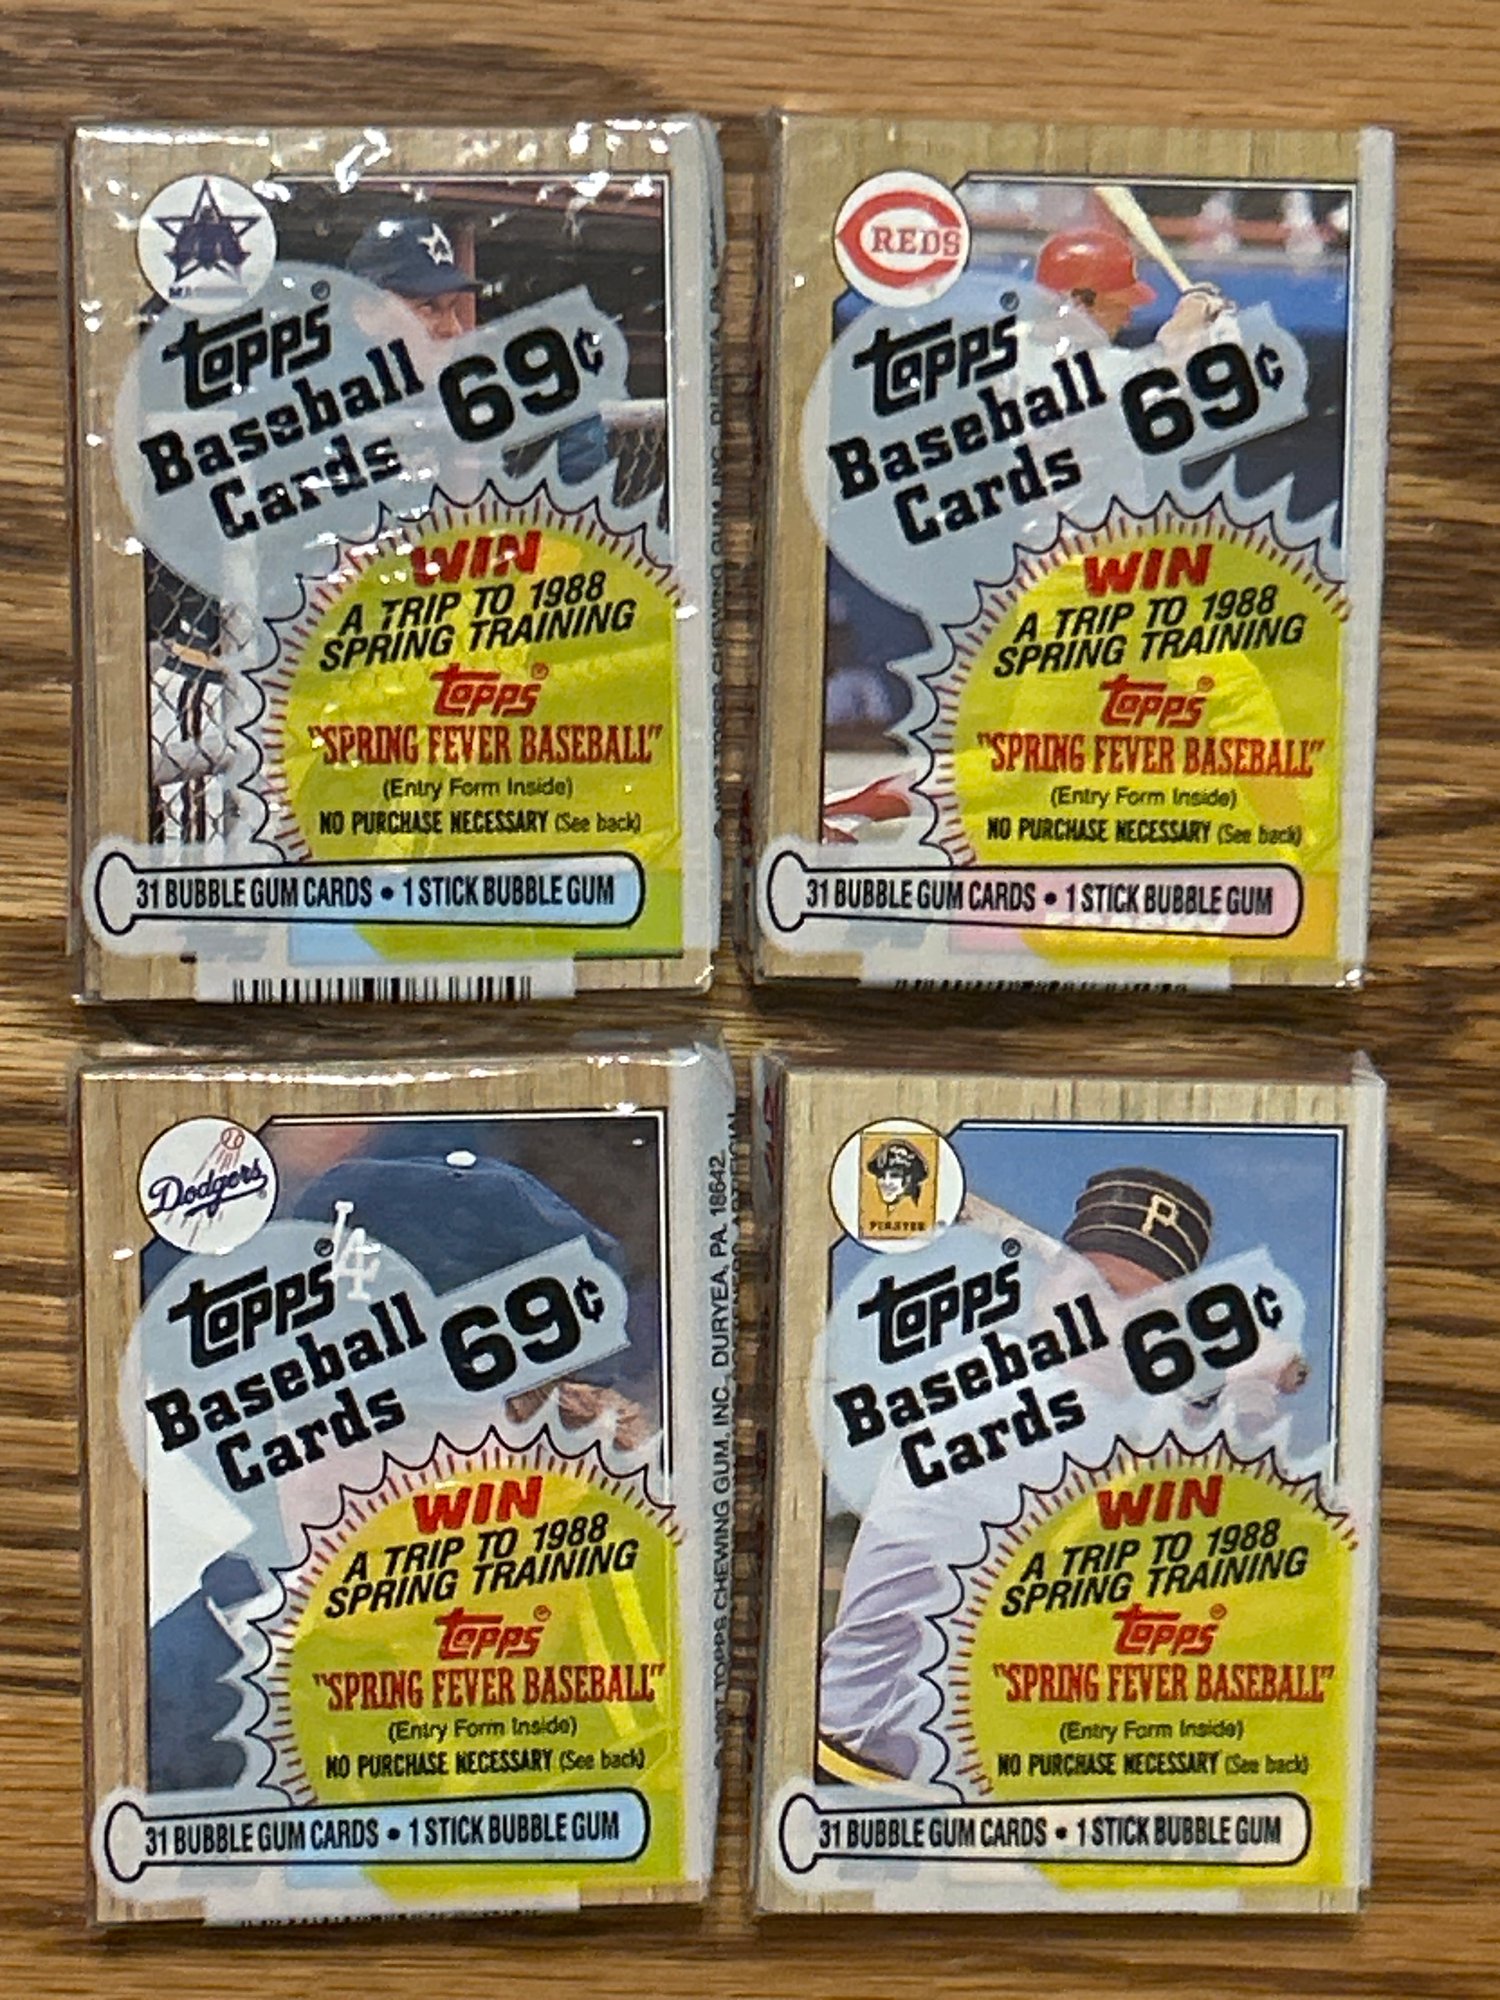 REDS
Topps®
Baseball
Cards
69¢
WIN
A TRIP TO 1988
SPRING TRAINING
Topps®
"SPRING FEVER BASEBALL"
(Entry Form Inside)
NO PURCHASE NECESSARY (See back)
31 BUBBLE GUM CARDS • 1 STICK BUBBLE GUM
Topps®
Baseball
Cards
69¢
WIN
A TRIP TO 1988
SPRING TRAINING
Topps®
"SPRING FEVER BASEBALL"
(Entry Form Inside)
NO PURCHASE NECESSARY (See back)
31 BUBBLE GUM CARDS • 1 STICK BUBBLE GUM
Dodgers
LA
Topps®
Baseball
Cards
69¢
WIN
A TRIP TO 1988
SPRING TRAINING
Topps®
"SPRING FEVER BASEBALL"
(Entry Form Inside)
NO PURCHASE NECESSARY (See back)
31 BUBBLE GUM CARDS • 1 STICK BUBBLE GUM
TOPPS CHEWING GUM, INC., DURYEA, PA. 18642
PIRATES
P
Topps®
Baseball
Cards
69¢
WIN
A TRIP TO 1988
SPRING TRAINING
Topps®
"SPRING FEVER BASEBALL"
(Entry Form Inside)
NO PURCHASE NECESSARY (See back)
31 BUBBLE GUM CARDS • 1 STICK BUBBLE GUM